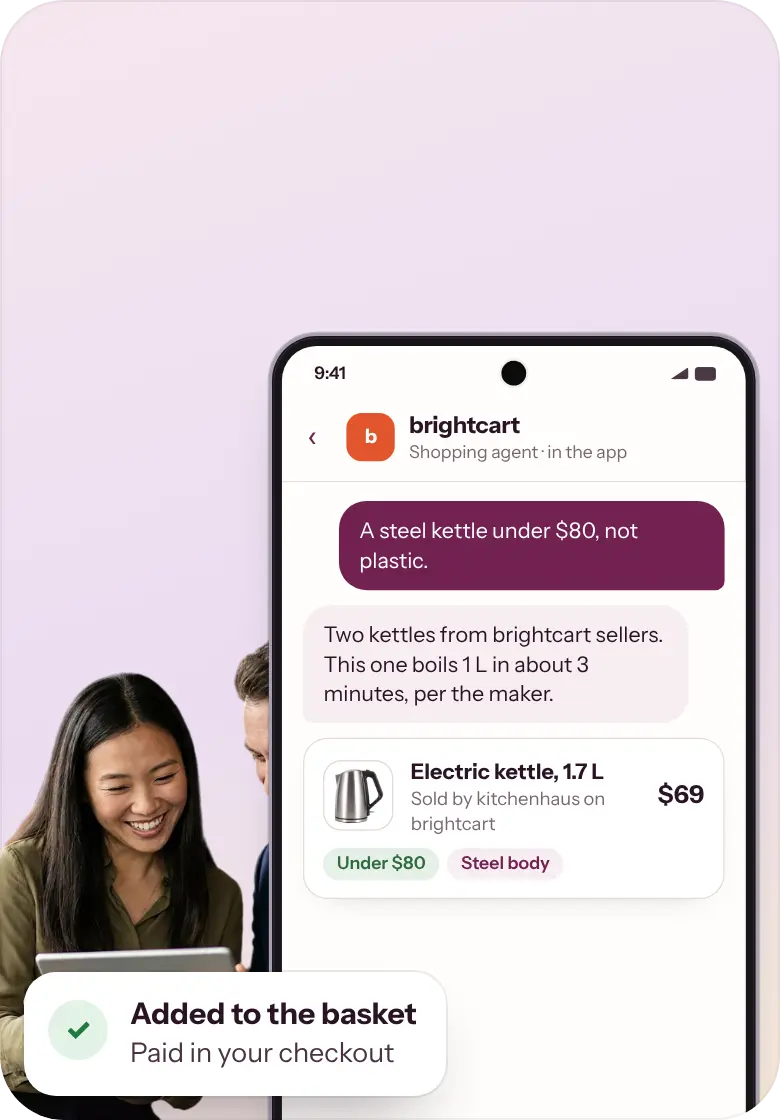 9:41
‹
b
brightcart
Shopping agent · in the app
A steel kettle under $80, not
plastic.
Two kettles from brightcart sellers.
This one boils 1 L in about 3
minutes, per the maker.
Electric kettle, 1.7 L
Sold by kitchenhaus on
brightcart
$69
Under $80
Steel body
Added to the basket
Paid in your checkout